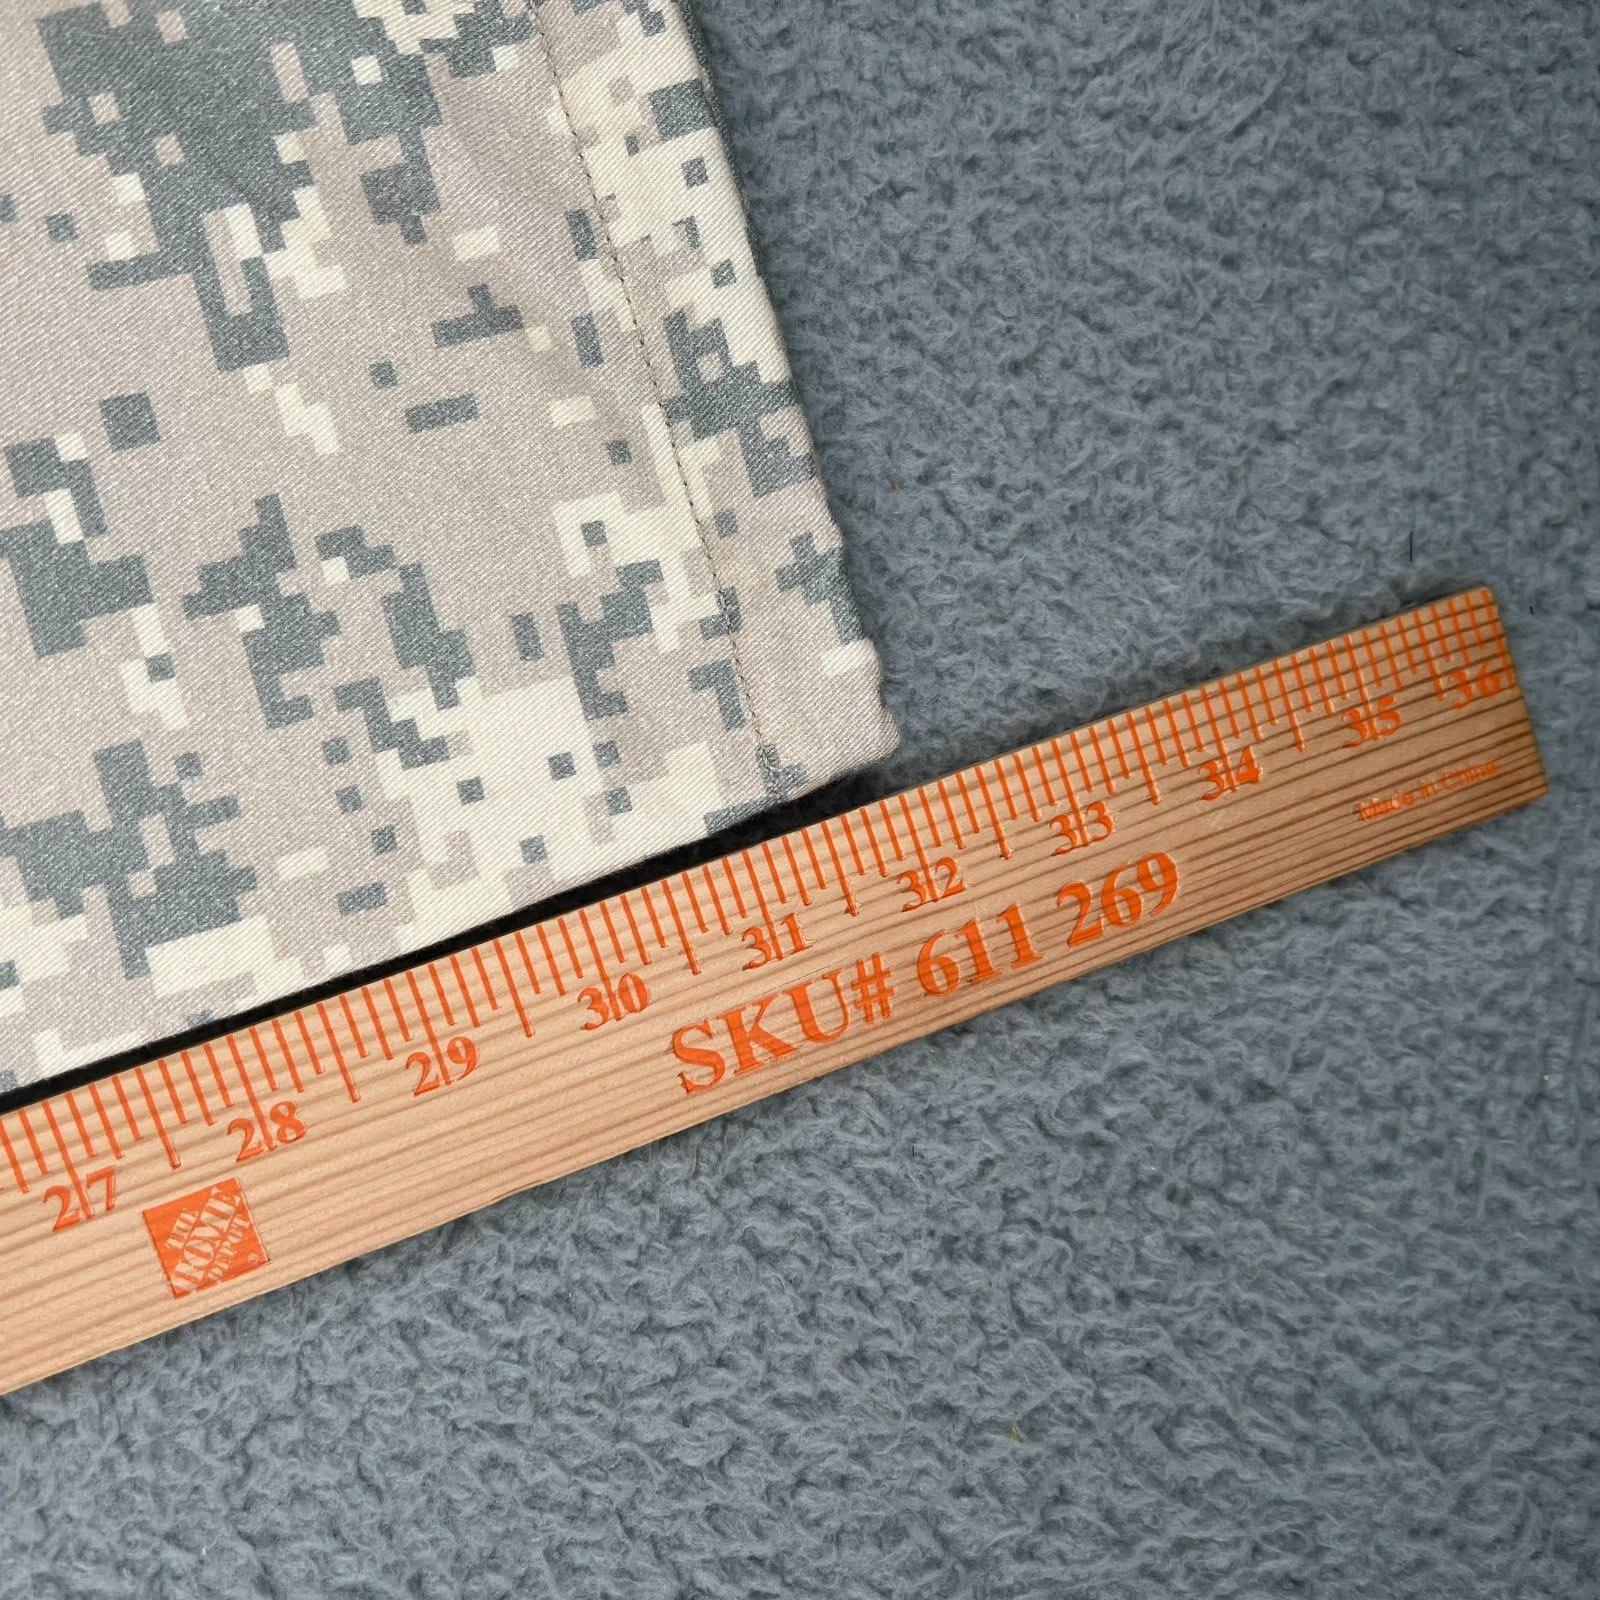 27 28 29 30 31 32 33 34 35 36
SKU# 611 269
Made in China
THE
HOME
DEPOT